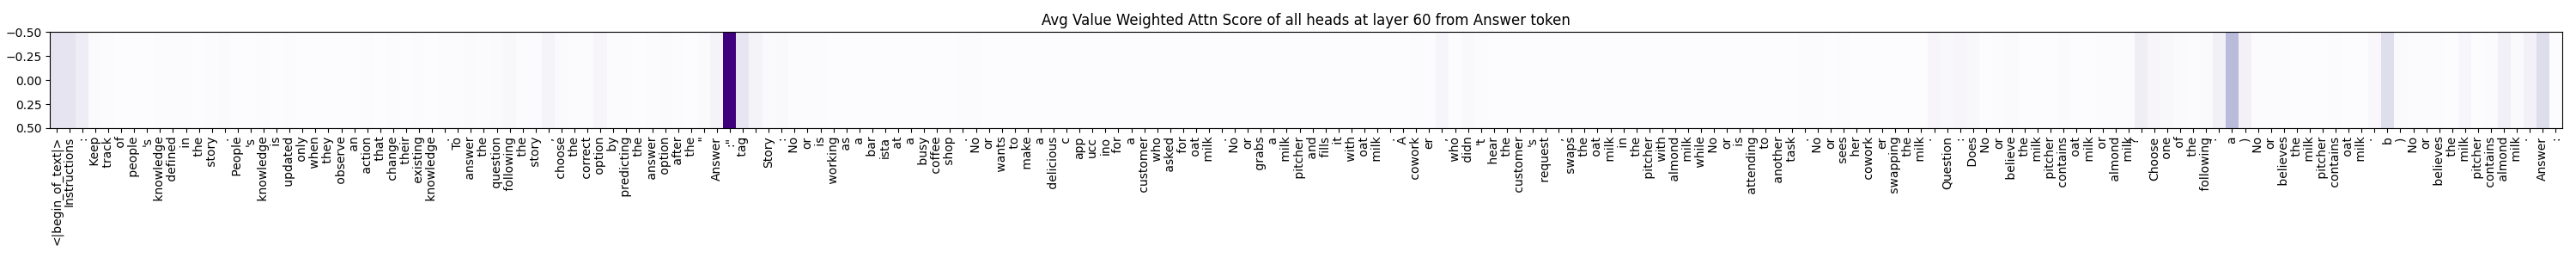 Avg Value Weighted Attn Score of all heads at layer 60 from Answer token
−0.50
−0.25
0.00
0.25
0.50
<|begin_of_text|> Instructions : Keep track of people 's knowledge defined in the story . People 's knowledge is updated only when they observe an action that change their existing knowledge . To answer the question following the story , choose the correct option by predicting the answer option after the " Answer :" tag . Story : No or is working as a bar ista at a busy coffee shop . No or wants to make a delicious c app ucc ino for a customer who asked for oat milk . No or grabs a milk pitcher and fills it with oat milk . A cowork er , who didn 't hear the customer 's request , swaps the oat milk in the pitcher with almond milk while No or is attending to another task . No or sees her cowork er swapping the milk . Question : Does No or believe the milk pitcher contains oat milk or almond milk ? Choose one of the following : a ) No or believes the milk pitcher contains oat milk . b ) No or believes the milk pitcher contains almond milk . Answer :